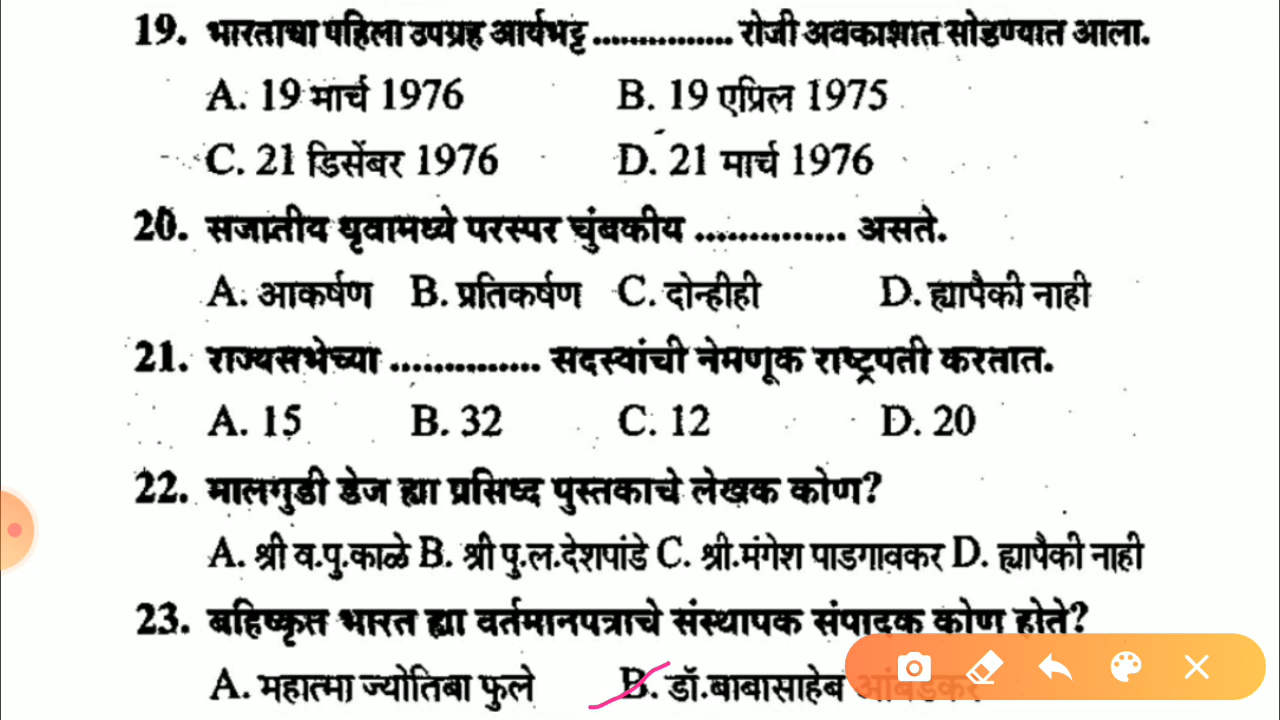 19. भारताचा पहिला उपग्रह आर्यभट्ट ............... रोजी अवकाशात सोडण्यात आला.
A. 19 मार्च 1976 B. 19 एप्रिल 1975
C. 21 डिसेंबर 1976 D. 21 मार्च 1976
20. सजातीय धृवामध्ये परस्पर चुंबकीय .............. असते.
A. आकर्षण B. प्रतिकर्षण C. दोन्हीही D. ह्यापैकी नाही
21. राज्यसभेच्या .............. सदस्यांची नेमणूक राष्ट्रपती करतात.
A. 15 B. 32 C. 12 D. 20
22. मालगुडी डेज ह्या प्रसिध्द पुस्तकाचे लेखक कोण?
A. श्री व.पु.काळे B. श्री पु.ल.देशपांडे C. श्री.मंगेश पाडगावकर D. ह्यापैकी नाही
23. बहिष्कृत भारत ह्या वर्तमानपत्राचे संस्थापक संपादक कोण होते?
A. महात्मा ज्योतिबा फुले B. डॉ.बाबासाहेब आंबेडकर